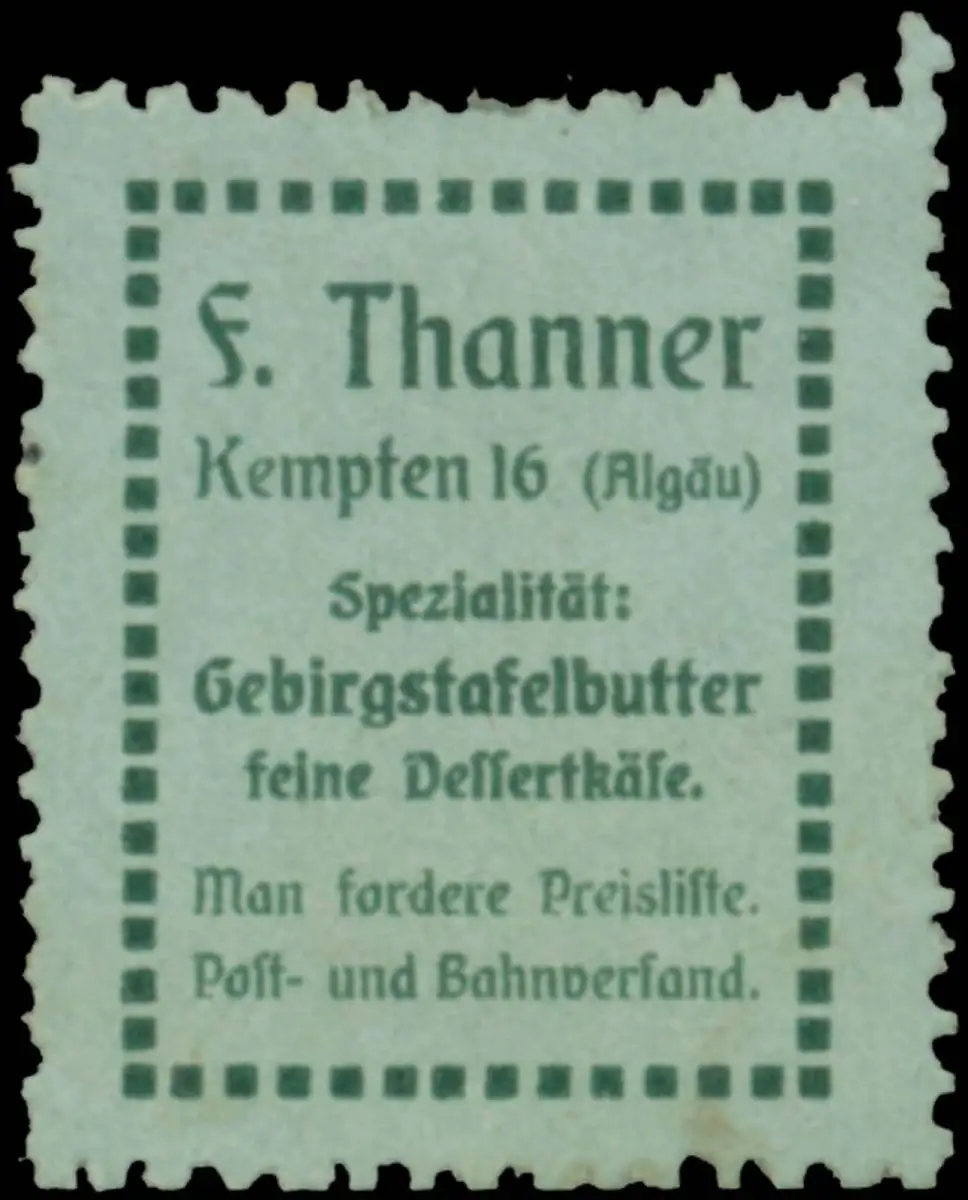 F. Thanner
Kempten 16 (Algäu)
Spezialität:
Gebirgstafelbutter
feine Deſſertkäſe.
Man fordere Preisliſte.
Poſt- und Bahnverſand.